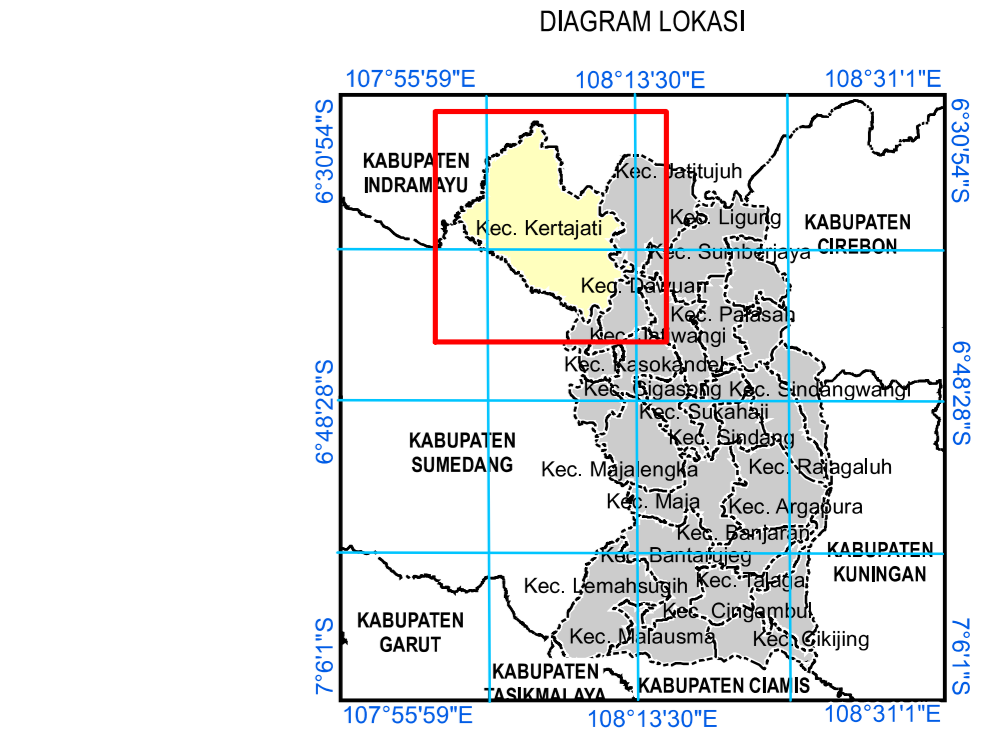 DIAGRAM LOKASI
107°55'59"E 108°13'30"E 108°31'1"E
6°30'54"S
6°30'54"S
KABUPATEN
INDRAMAYU
Kec. Jatitujuh
Kec. Kertajati
Kec. Ligung
KABUPATEN
CIREBON
Kec. Sumberjaya
Kec. Dawuan
Kec. Palasah
Kec. Jatiwangi
Kec. Kasokandel
Kec. Cigasong Kec. Sindangwangi
6°48'28"S
6°48'28"S
Kec. Sukahaji
Kec. Sindang
KABUPATEN
SUMEDANG
Kec. Majalengka Kec. Rajagaluh
Kec. Maja Kec. Argapura
Kec. Banjaran
Kec. Bantarujeg
KABUPATEN
KUNINGAN
Kec. Lemahsugih Kec. Talaga
Kec. Cingambul
KABUPATEN
GARUT
Kec. Malausma Kec. Cikijing
7°6'1"S
7°6'1"S
KABUPATEN
TASIKMALAYA
KABUPATEN CIAMIS
107°55'59"E 108°13'30"E 108°31'1"E